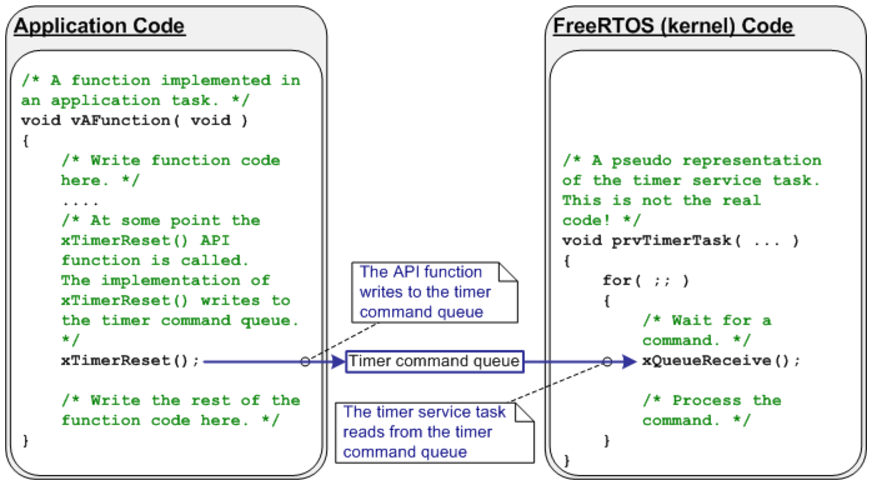 Application Code
/* A function implemented in
an application task. */
void vAFunction( void )
{
/* Write function code
here. */
....
/* At some point the
xTimerReset() API
function is called.
The implementation of
xTimerReset() writes to
the timer command queue.
*/
xTimerReset();
/* Write the rest of the
function code here. */
}
The API function
writes to the timer
command queue
Timer command queue
The timer service task
reads from the timer
command queue
FreeRTOS (kernel) Code
/* A pseudo representation
of the timer service task.
This is not the real
code! */
void prvTimerTask( ... )
{
for( ;; )
{
/* Wait for a
command. */
xQueueReceive();
/* Process the
command. */
}
}